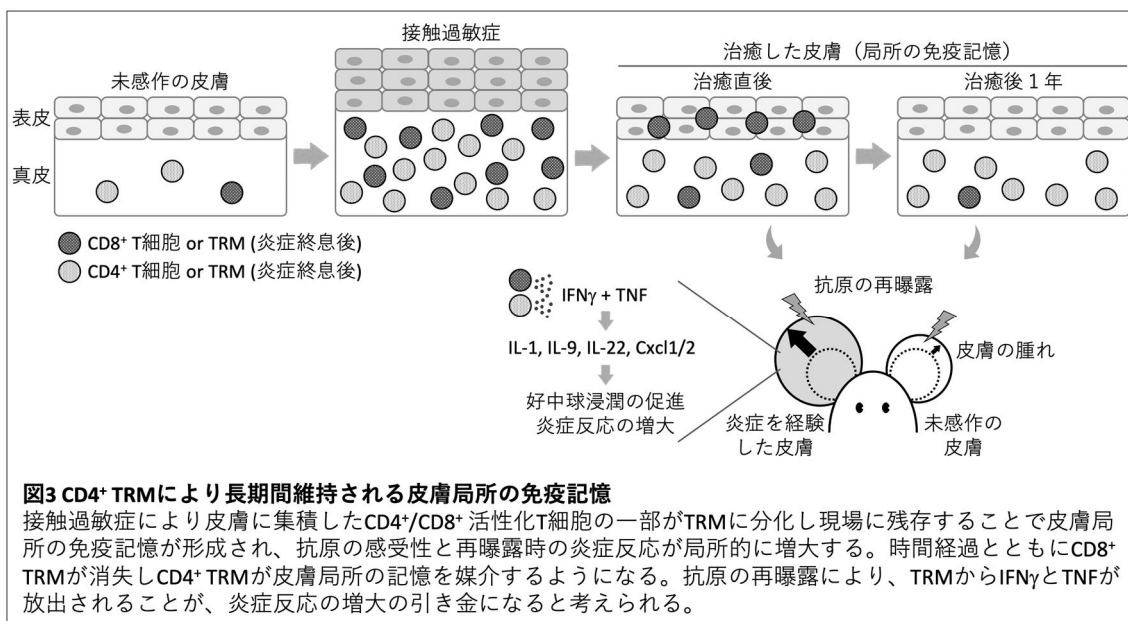 接触過敏症
治癒した皮膚（局所の免疫記憶）
未感作の皮膚
治癒直後
治癒後 1 年
表皮
真皮
CD8⁺ T細胞 or TRM (炎症終息後)
CD4⁺ T細胞 or TRM (炎症終息後)
IFNγ + TNF
IL-1, IL-9, IL-22, Cxcl1/2
好中球浸潤の促進
炎症反応の増大
抗原の再曝露
皮膚の腫れ
炎症を経験
した皮膚
未感作の
皮膚
図3 CD4⁺ TRMにより長期間維持される皮膚局所の免疫記憶
接触過敏症により皮膚に集積したCD4⁺/CD8⁺ 活性化T細胞の一部がTRMに分化し現場に残存することで皮膚局
所の免疫記憶が形成され、抗原の感受性と再曝露時の炎症反応が局所的に増大する。時間経過とともにCD8⁺
TRMが消失しCD4⁺ TRMが皮膚局所の記憶を媒介するようになる。抗原の再曝露により、TRMからIFNγとTNFが
放出されることが、炎症反応の増大の引き金になると考えられる。